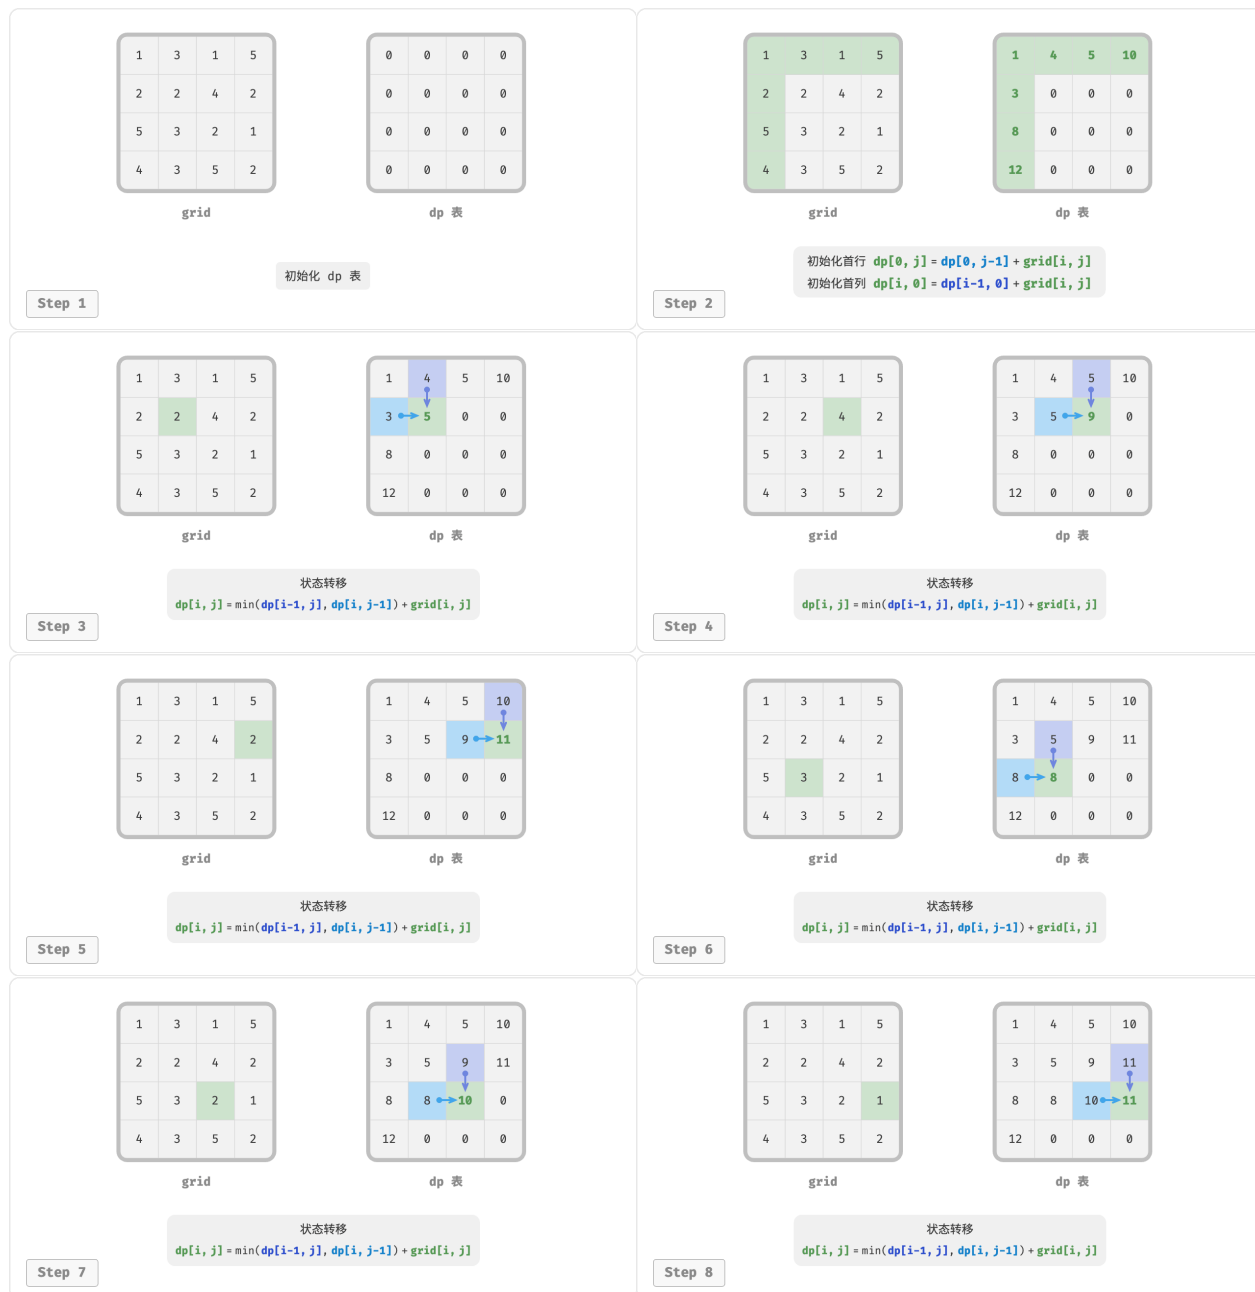 1 3 1 5 0 0 0 0
2 2 4 2 0 0 0 0
5 3 2 1 0 0 0 0
4 3 5 2 0 0 0 0
grid dp 表
初始化 dp 表
Step 1
1 3 1 5 1 4 5 10
2 2 4 2 3 0 0 0
5 3 2 1 8 0 0 0
4 3 5 2 12 0 0 0
grid dp 表
初始化首行 dp[0, j] = dp[0, j-1] + grid[i, j]
初始化首列 dp[i, 0] = dp[i-1, 0] + grid[i, j]
Step 2
1 3 1 5 1 4 5 10
2 2 4 2 3 5 0 0
5 3 2 1 8 0 0 0
4 3 5 2 12 0 0 0
grid dp 表
状态转移
dp[i, j] = min(dp[i-1, j], dp[i, j-1]) + grid[i, j]
Step 3
1 3 1 5 1 4 5 10
2 2 4 2 3 5 9 0
5 3 2 1 8 0 0 0
4 3 5 2 12 0 0 0
grid dp 表
状态转移
dp[i, j] = min(dp[i-1, j], dp[i, j-1]) + grid[i, j]
Step 4
1 3 1 5 1 4 5 10
2 2 4 2 3 5 9 11
5 3 2 1 8 0 0 0
4 3 5 2 12 0 0 0
grid dp 表
状态转移
dp[i, j] = min(dp[i-1, j], dp[i, j-1]) + grid[i, j]
Step 5
1 3 1 5 1 4 5 10
2 2 4 2 3 5 9 11
5 3 2 1 8 8 0 0
4 3 5 2 12 0 0 0
grid dp 表
状态转移
dp[i, j] = min(dp[i-1, j], dp[i, j-1]) + grid[i, j]
Step 6
1 3 1 5 1 4 5 10
2 2 4 2 3 5 9 11
5 3 2 1 8 8 10 0
4 3 5 2 12 0 0 0
grid dp 表
状态转移
dp[i, j] = min(dp[i-1, j], dp[i, j-1]) + grid[i, j]
Step 7
1 3 1 5 1 4 5 10
2 2 4 2 3 5 9 11
5 3 2 1 8 8 10 11
4 3 5 2 12 0 0 0
grid dp 表
状态转移
dp[i, j] = min(dp[i-1, j], dp[i, j-1]) + grid[i, j]
Step 8